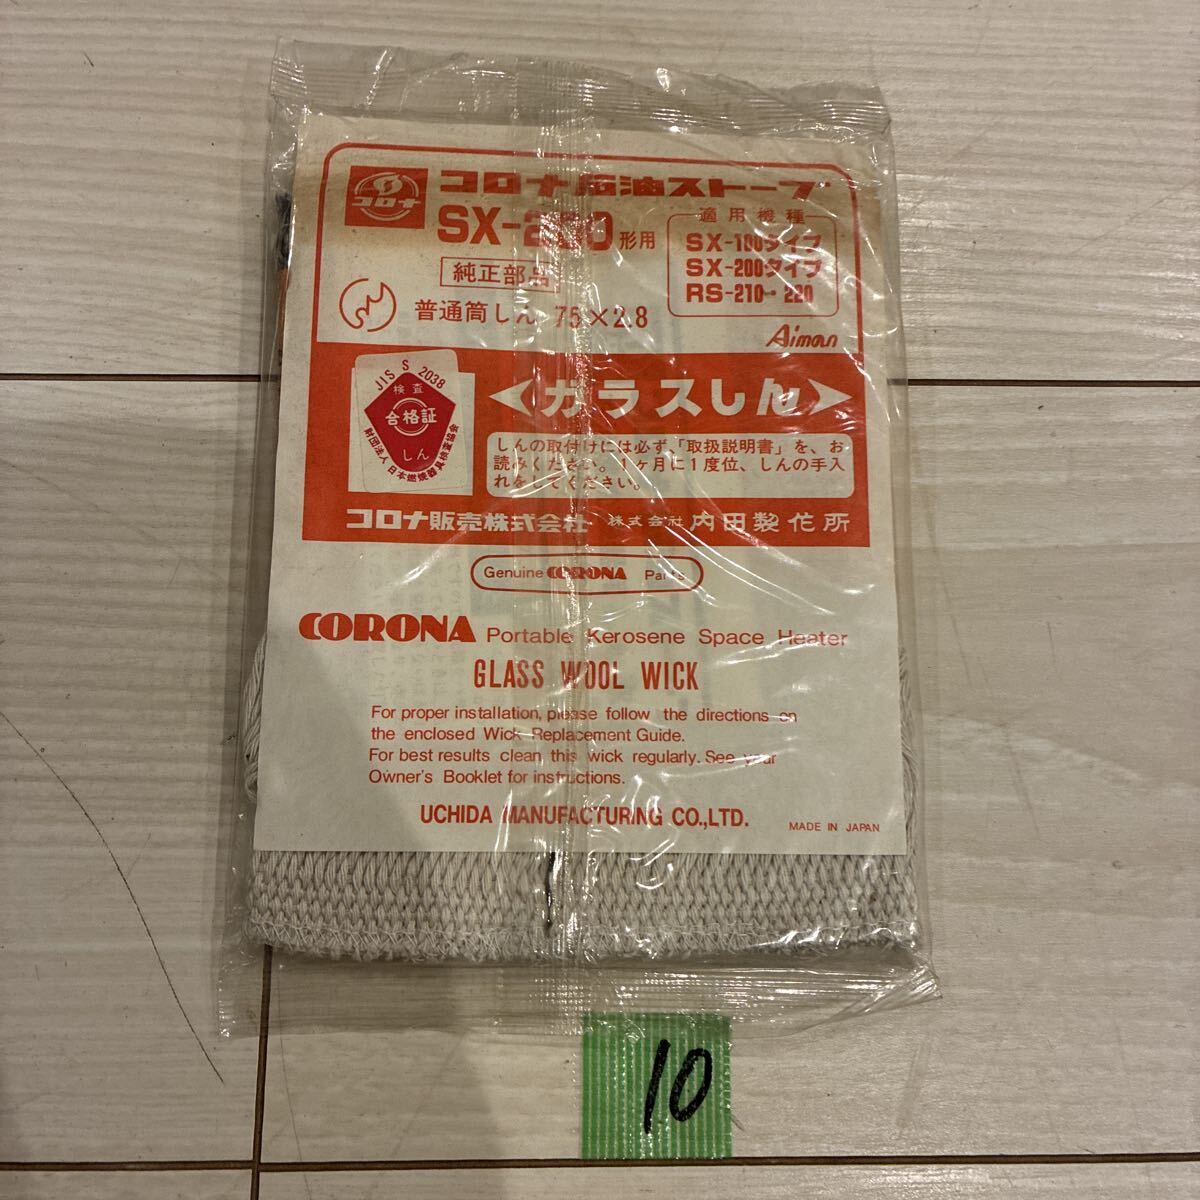 コロナ
コロナ石油ストーブ
SX-200形用
純正部品
普通筒しん 75×2.8
適用機種
SX-100タイプ
SX-200タイプ
RS-210・220
Aiman
JIS S 2038
検査
合格証
しん
財団法人 日本燃焼器具検査協会
ガラスしん
しんの取付けには必ず、「取扱説明書」を、お
読みください。1ヶ月に1度位、しんの手入
れをしてください。
コロナ販売株式会社 株式会社 内田製作所
Genuine CORONA Parts
CORONA Portable Kerosene Space Heater
GLASS WOOL WICK
For proper installation, please follow the directions on
the enclosed Wick Replacement Guide.
For best results clean this wick regularly. See your
Owner's Booklet for instructions.
UCHIDA MANUFACTURING CO.,LTD.
MADE IN JAPAN
10